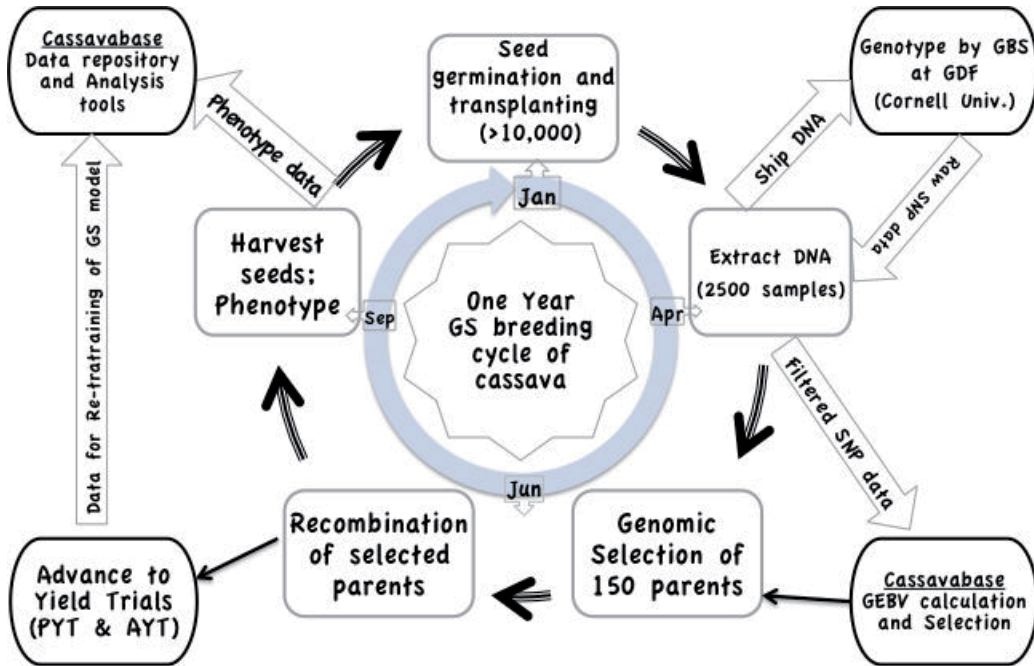 Cassavabase
Data repository
and Analysis
tools
Seed
germination and
transplanting
(>10,000)
Genotype by GBS
at GDF
(Cornell Univ.)
Phenotype data
Ship DNA
Raw SNP data
Jan
Harvest
seeds;
Phenotype
Sep
One Year
GS breeding
cycle of
cassava
Apr
Extract DNA
(2500 samples)
Data for Re-tratraining of GS model
Filtered SNP data
Jun
Recombination
of selected
parents
Genomic
Selection of
150 parents
Advance to
Yield Trials
(PYT & AYT)
Cassavabase
GEBV calculation
and Selection